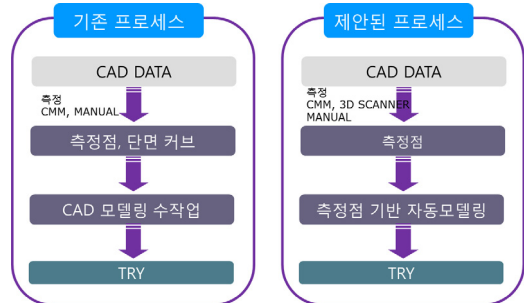 기존 프로세스
CAD DATA
측정
CMM, MANUAL
측정점, 단면 커브
CAD 모델링 수작업
TRY
제안된 프로세스
CAD DATA
측정
CMM, 3D SCANNER
MANUAL
측정점
측정점 기반 자동모델링
TRY